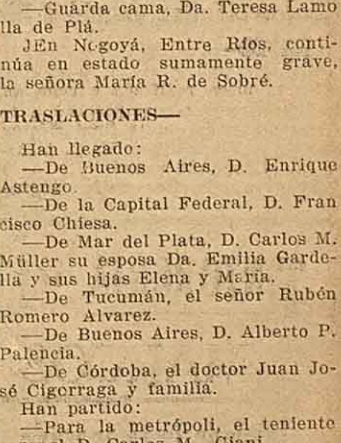 —Guarda cama, Da. Teresa Lamo
lla de Plá.
JEn Nogoyá, Entre Ríos, conti-
núa en estado sumamente grave,
la señora María R. de Sobré.
TRASLACIONES—
Han llegado:
—De Buenos Aires, D. Enrique
Astengo.
—De la Capital Federal, D. Fran
cisco Chiesa.
—De Mar del Plata, D. Carlos M.
Müller su esposa Da. Emilia Garde-
lla y sus hijas Elena y María.
—De Tucumán, el señor Rubén
Romero Alvarez.
—De Buenos Aires, D. Alberto P.
Palencia.
—De Córdoba, el doctor Juan Jo-
sé Cigorraga y familia.
Han partido:
—Para la metrópoli, el teniente
D. Carlos M.